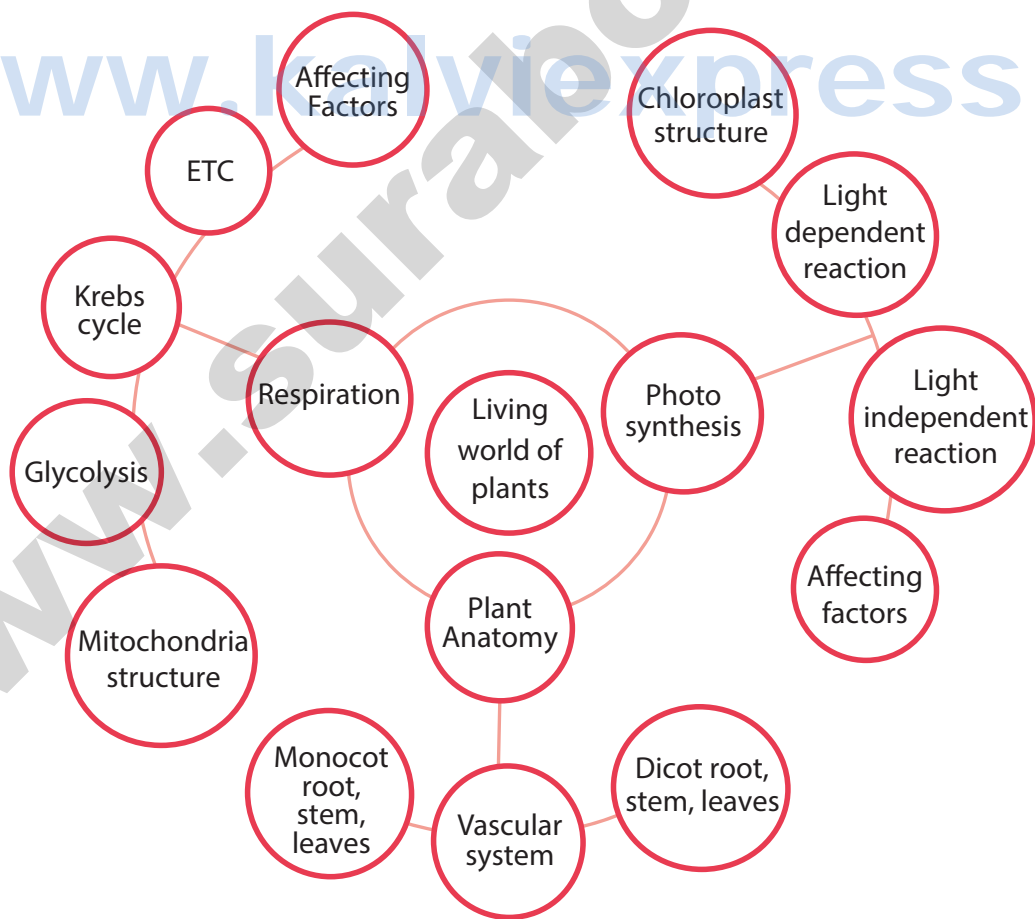 ww.kalviexpress
www.surabo
Affecting
Factors
Chloroplast
structure
ETC
Light
dependent
reaction
Krebs
cycle
Respiration
Living
world of
plants
Photo
synthesis
Light
independent
reaction
Glycolysis
Affecting
factors
Plant
Anatomy
Mitochondria
structure
Monocot
root,
stem,
leaves
Vascular
system
Dicot root,
stem, leaves